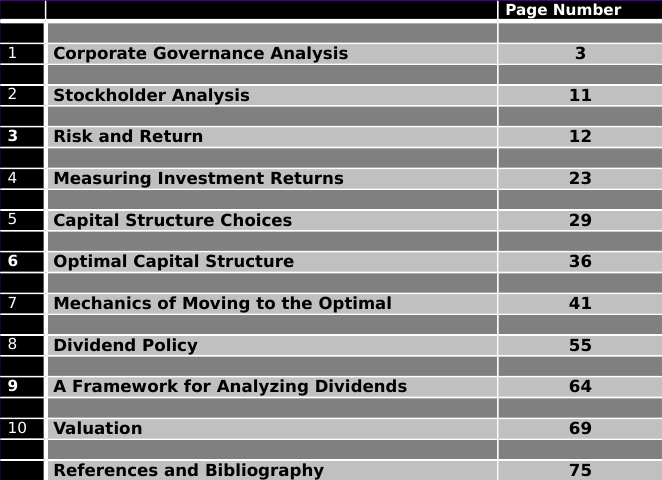 Page Number
1 Corporate Governance Analysis 3
2 Stockholder Analysis 11
3 Risk and Return 12
4 Measuring Investment Returns 23
5 Capital Structure Choices 29
6 Optimal Capital Structure 36
7 Mechanics of Moving to the Optimal 41
8 Dividend Policy 55
9 A Framework for Analyzing Dividends 64
10 Valuation 69
References and Bibliography 75